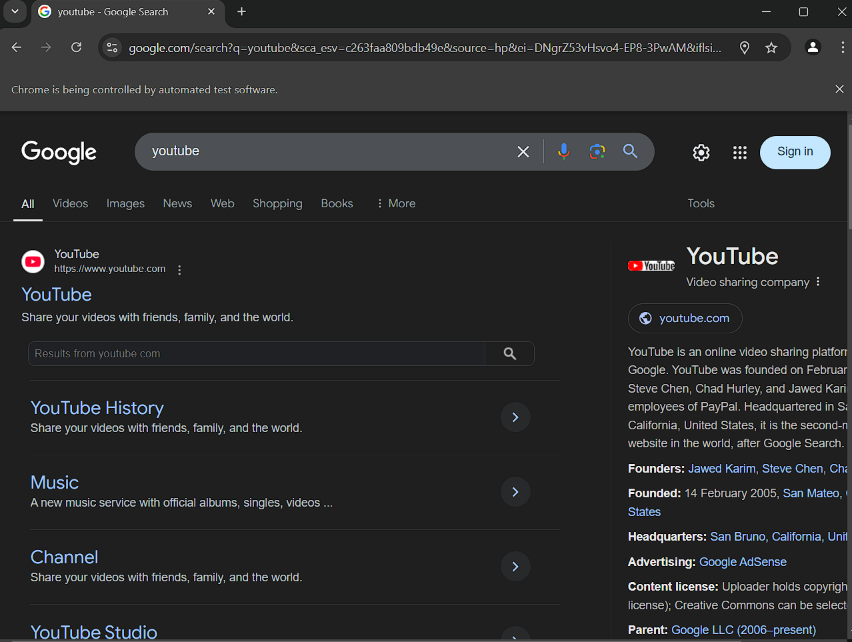 youtube - Google Search
google.com/search?q=youtube&sca_esv=c263faa809bdb49e&source=hp&ei=DNgrZ53vHsvo4-EP8-3PwAM&iflsi...
Chrome is being controlled by automated test software.
Google
youtube
Sign in
All
Videos
Images
News
Web
Shopping
Books
More
Tools
YouTube
https://www.youtube.com
YouTube
Share your videos with friends, family, and the world.
Results from youtube.com
YouTube History
Share your videos with friends, family, and the world.
Music
A new music service with official albums, singles, videos ...
Channel
Share your videos with friends, family, and the world.
YouTube Studio
YouTube
YouTube
Video sharing company
youtube.com
YouTube is an online video sharing platform
Google. YouTube was founded on Februar
Steve Chen, Chad Hurley, and Jawed Kari
employees of PayPal. Headquartered in Sa
California, United States, it is the second-m
website in the world, after Google Search.
Founders: Jawed Karim, Steve Chen, Cha
Founded: 14 February 2005, San Mateo,
States
Headquarters: San Bruno, California, Unit
Advertising: Google AdSense
Content license: Uploader holds copyrigh
license); Creative Commons can be select
Parent: Google LLC (2006–present)